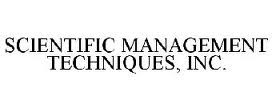 SCIENTIFIC MANAGEMENT
TECHNIQUES, INC.